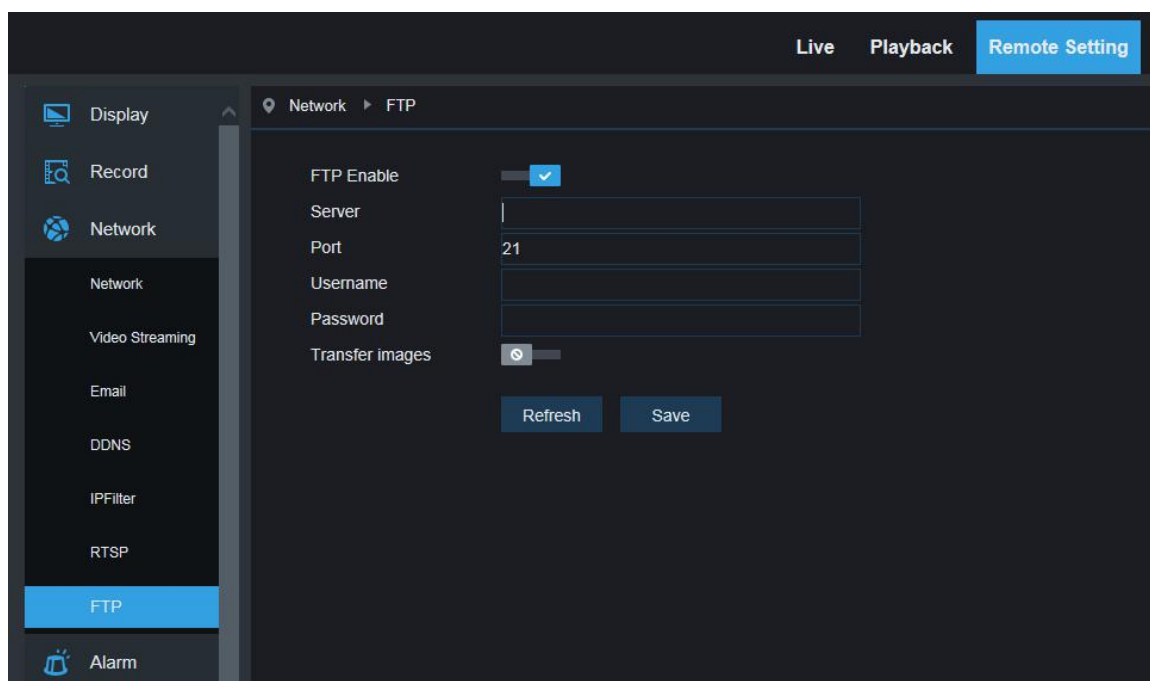 Live Playback Remote Setting
Display
Record
Network
Network
Video Streaming
Email
DDNS
IPFilter
RTSP
FTP
Alarm
Network FTP
FTP Enable
Server
Port 21
Username
Password
Transfer images
Refresh Save